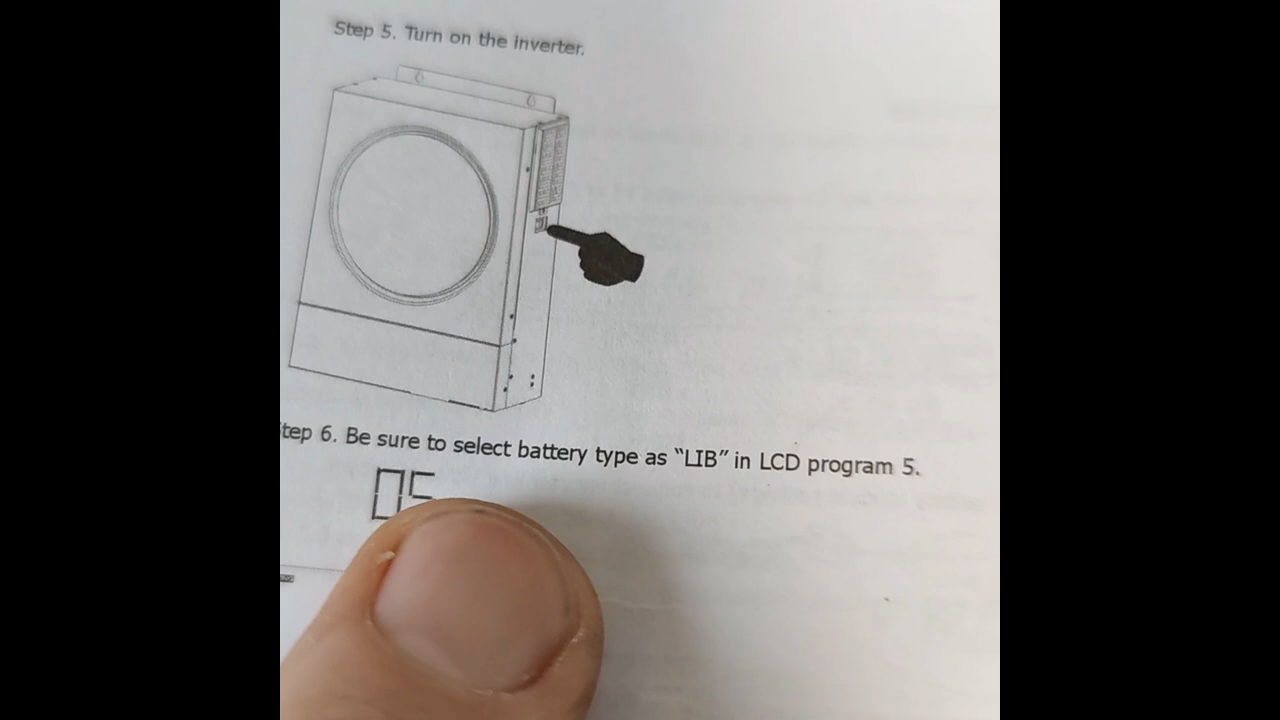 Step 5. Turn on the inverter.
tep 6. Be sure to select battery type as “LIB” in LCD program 5.
05